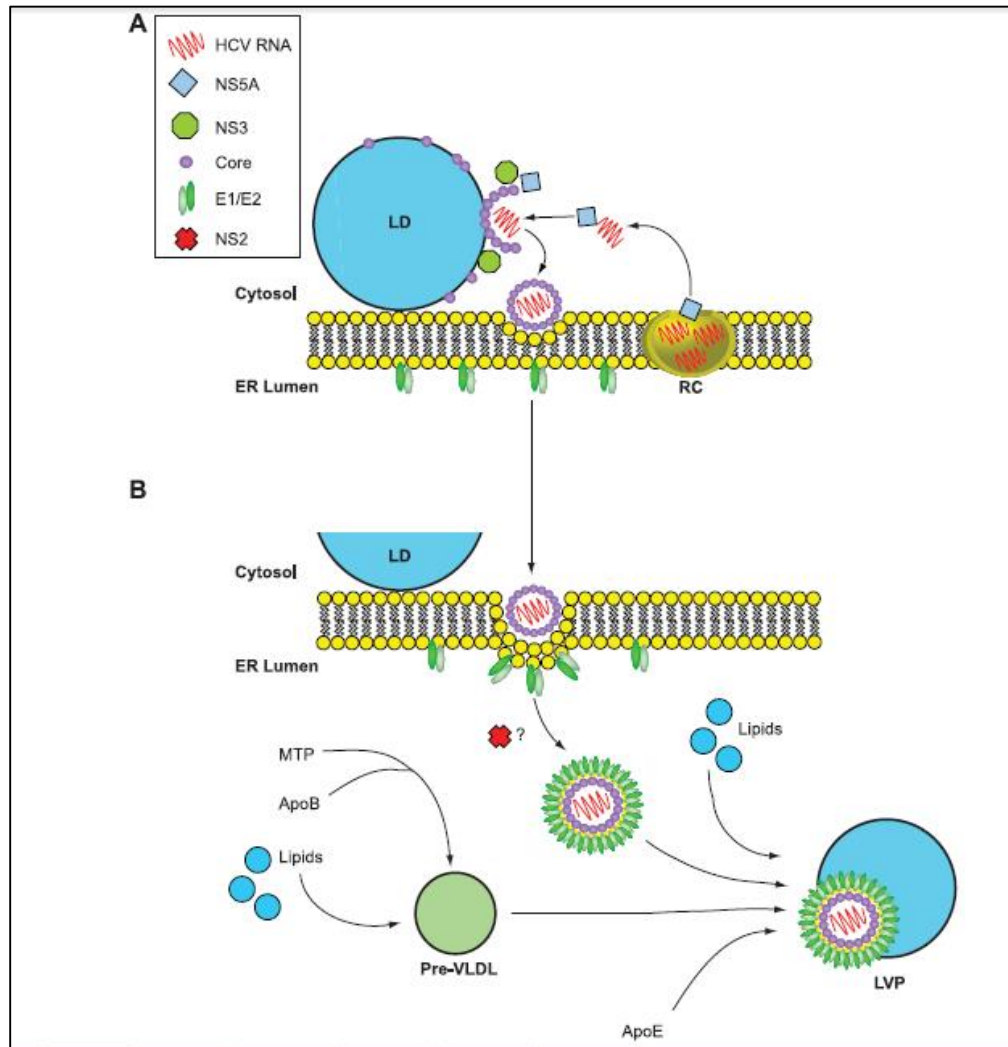 A
HCV RNA
NS5A
NS3
Core
E1/E2
NS2
LD
Cytosol
ER Lumen
RC
B
LD
Cytosol
ER Lumen
?
Lipids
MTP
ApoB
Lipids
Pre-VLDL
LVP
ApoE